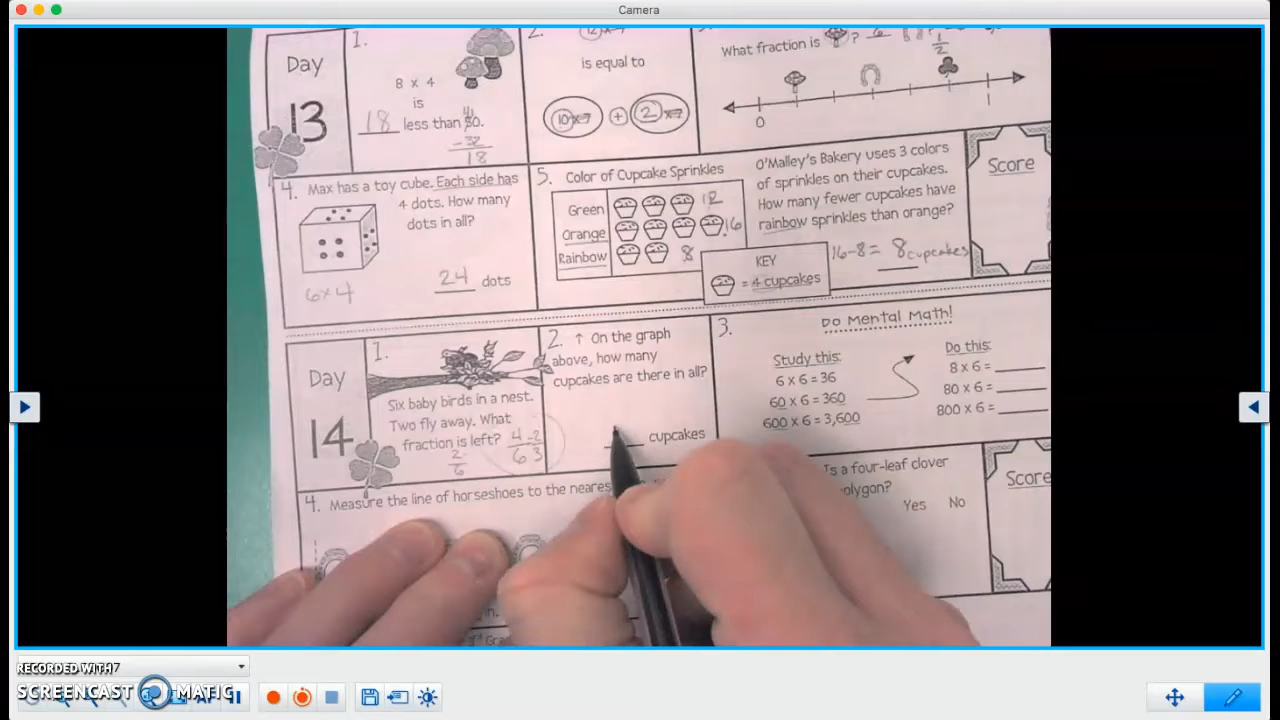 Camera
Day
13
1.
8 × 4
is
18 less than 50.
- 32
18
2.
is equal to
10×7 + 2×7
What fraction is ?
1/2
0
1
4. Max has a toy cube. Each side has
4 dots. How many
dots in all?
6×4
24 dots
5. Color of Cupcake Sprinkles
Green 12
Orange 16
Rainbow 8
KEY
= 4 cupcakes
O'Malley's Bakery uses 3 colors
of sprinkles on their cupcakes.
How many fewer cupcakes have
rainbow sprinkles than orange?
16-8= 8 cupcakes
Score
Day
14
1.
Six baby birds in a nest.
Two fly away. What
fraction is left?
2/6
4/6 = 2/3
2. ↑ On the graph
above, how many
cupcakes are there in all?
cupcakes
3.
Do Mental Math!
Study this:
6 x 6 = 36
60 x 6 = 360
600 x 6 = 3,600
Do this:
8 x 6 =
80 x 6 =
800 x 6 =
4. Measure the line of horseshoes to the neares
in.
Is a four-leaf clover
polygon?
Yes No
Score
RECORDED WITH
SCREENCAST MATIC